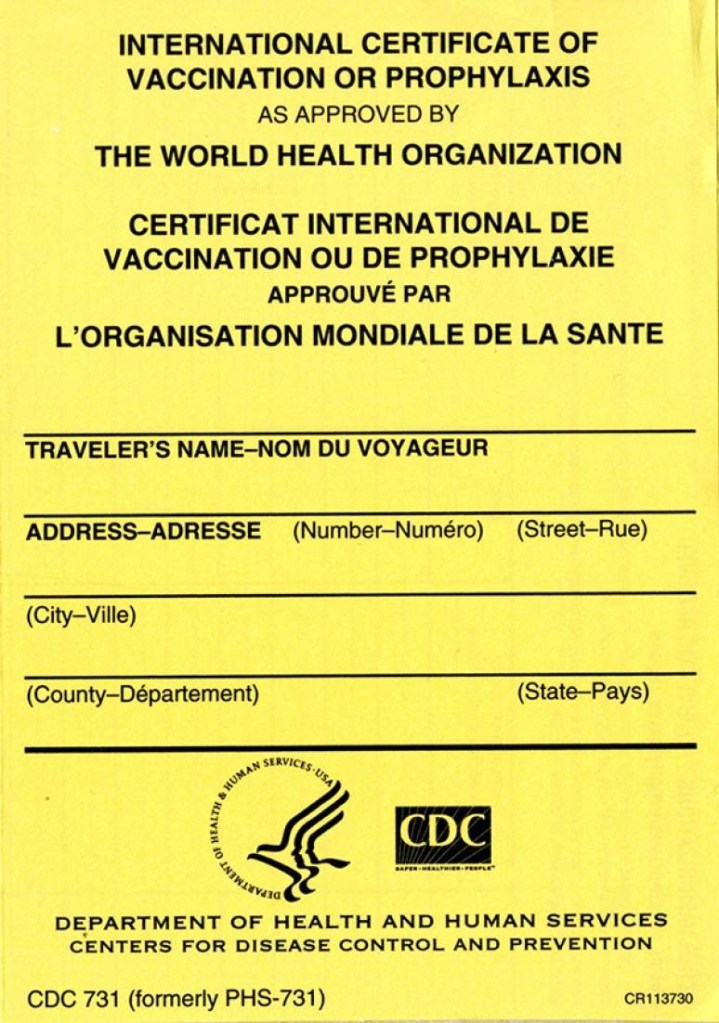 INTERNATIONAL CERTIFICATE OF
VACCINATION OR PROPHYLAXIS
AS APPROVED BY
THE WORLD HEALTH ORGANIZATION
CERTIFICAT INTERNATIONAL DE
VACCINATION OU DE PROPHYLAXIE
APPROUVÉ PAR
L'ORGANISATION MONDIALE DE LA SANTE
TRAVELER'S NAME–NOM DU VOYAGEUR
ADDRESS–ADRESSE (Number–Numéro) (Street–Rue)
(City–Ville)
(County–Département) (State–Pays)
DEPARTMENT OF HEALTH & HUMAN SERVICES·USA
CDC
SAFER·HEALTHIER·PEOPLE™
DEPARTMENT OF HEALTH AND HUMAN SERVICES
CENTERS FOR DISEASE CONTROL AND PREVENTION
CDC 731 (formerly PHS-731) CR113730